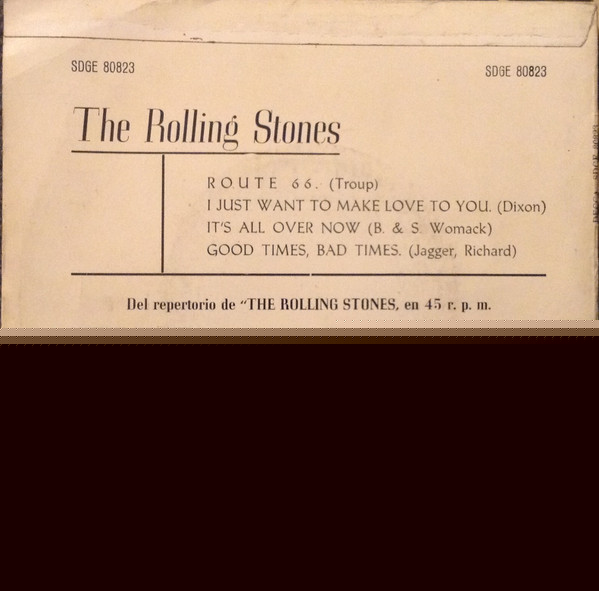 SDGE 80823 SDGE 80823
The Rolling Stones
ROUTE 66. (Troup)
I JUST WANT TO MAKE LOVE TO YOU. (Dixon)
IT'S ALL OVER NOW (B. & S. Womack)
GOOD TIMES, BAD TIMES. (Jagger, Richard)
Del repertorio de “THE ROLLING STONES, en 45 r. p. m.